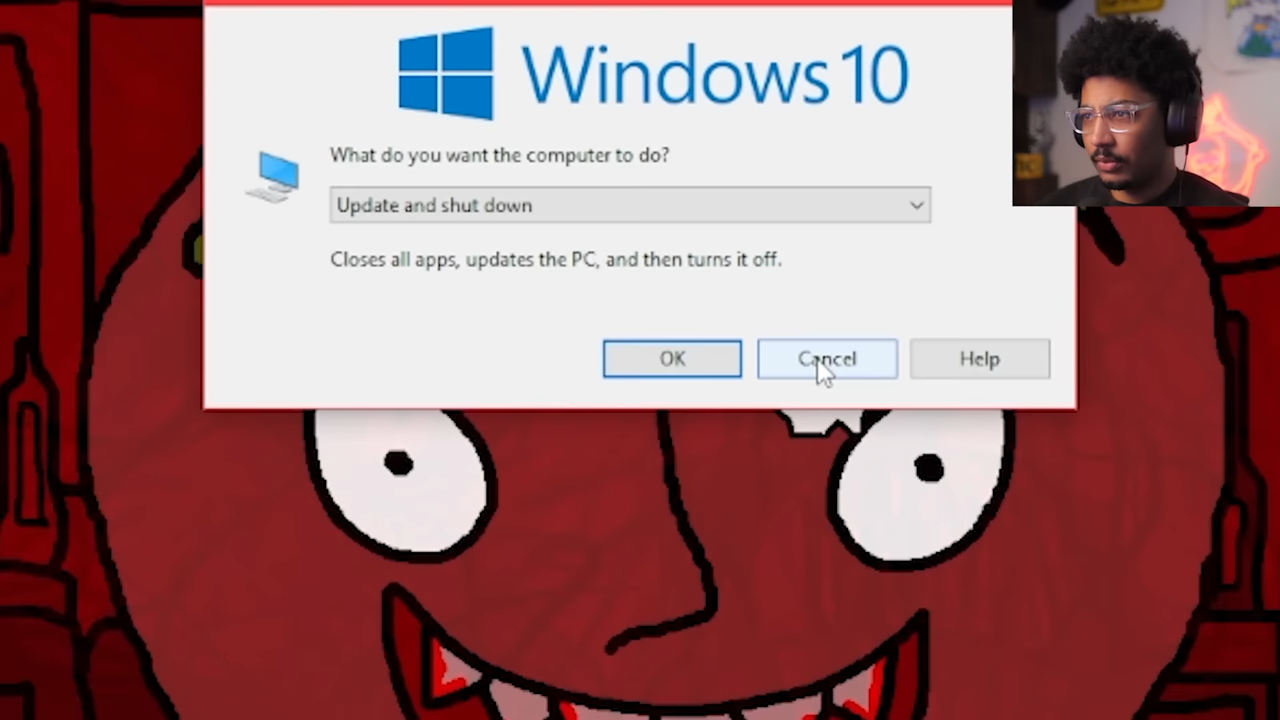 Windows 10
What do you want the computer to do?
Update and shut down
Closes all apps, updates the PC, and then turns it off.
OK
Cancel
Help